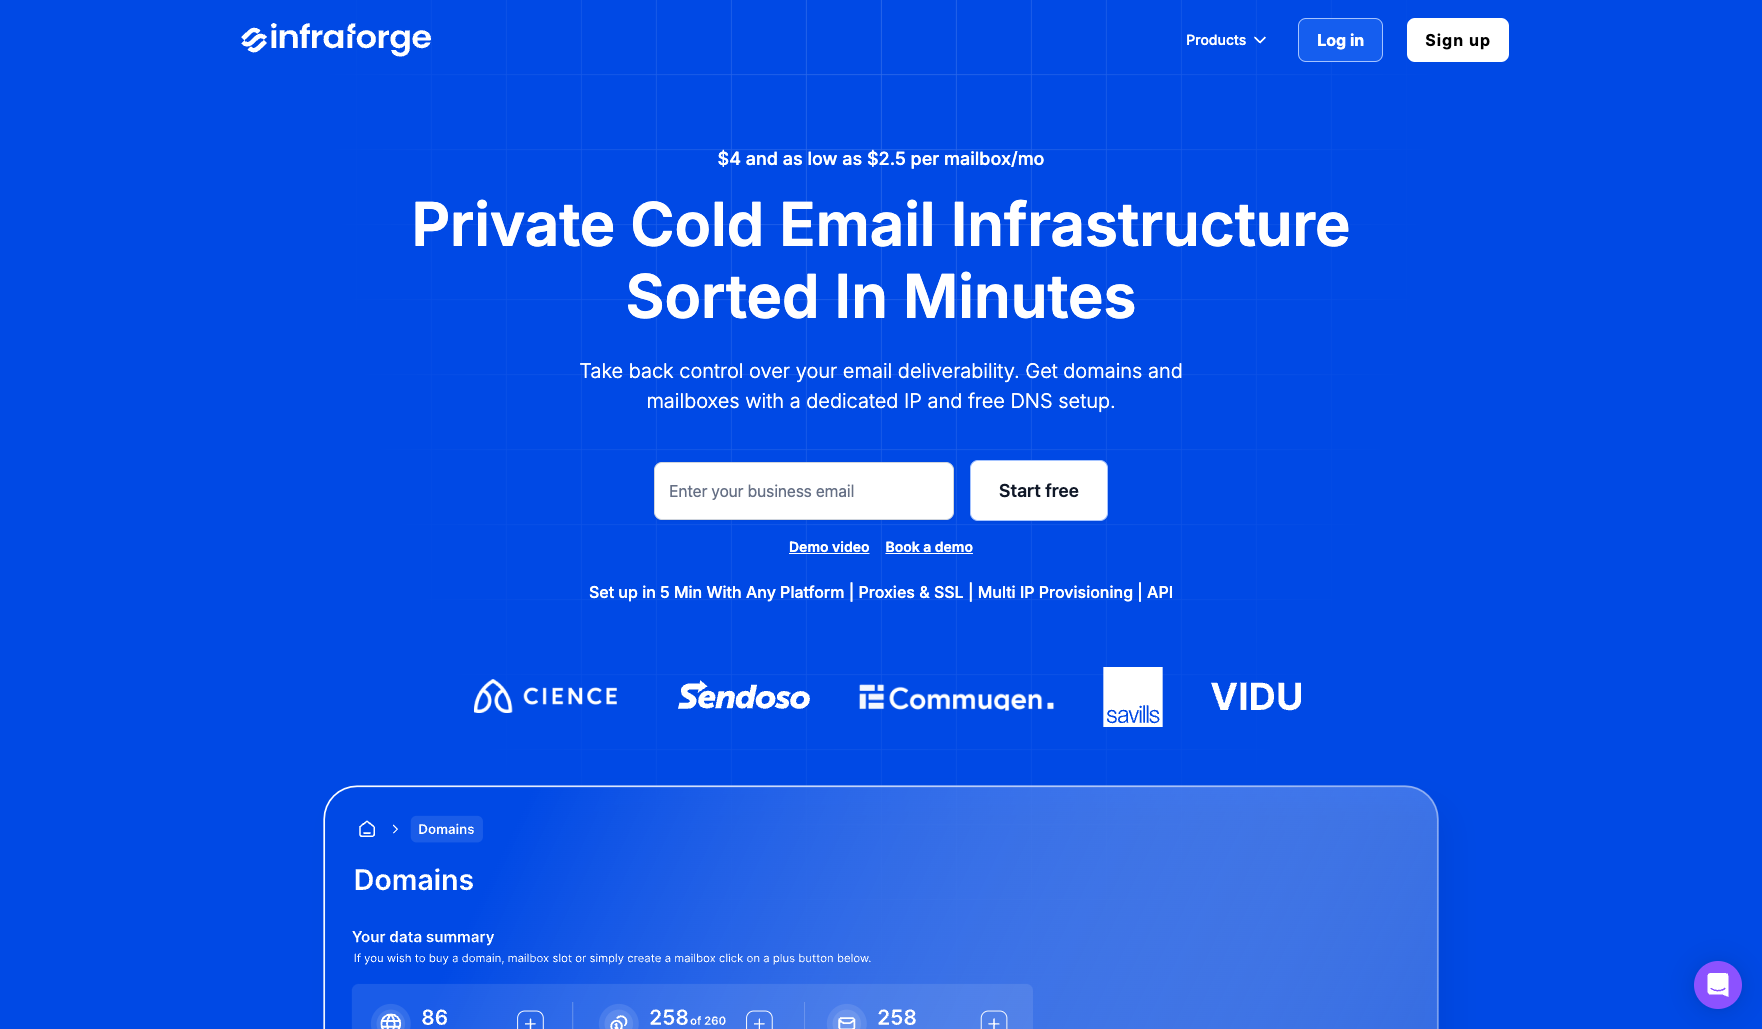 infraforge
Products
Log in
Sign up
$4 and as low as $2.5 per mailbox/mo
Private Cold Email Infrastructure
Sorted In Minutes
Take back control over your email deliverability. Get domains and
mailboxes with a dedicated IP and free DNS setup.
Enter your business email
Start free
Demo video Book a demo
Set up in 5 Min With Any Platform | Proxies & SSL | Multi IP Provisioning | API
CIENCE
Sendoso
Commugen.
savills
VIDU
Domains
Domains
Your data summary
If you wish to buy a domain, mailbox slot or simply create a mailbox click on a plus button below.
86
258 of 260
258